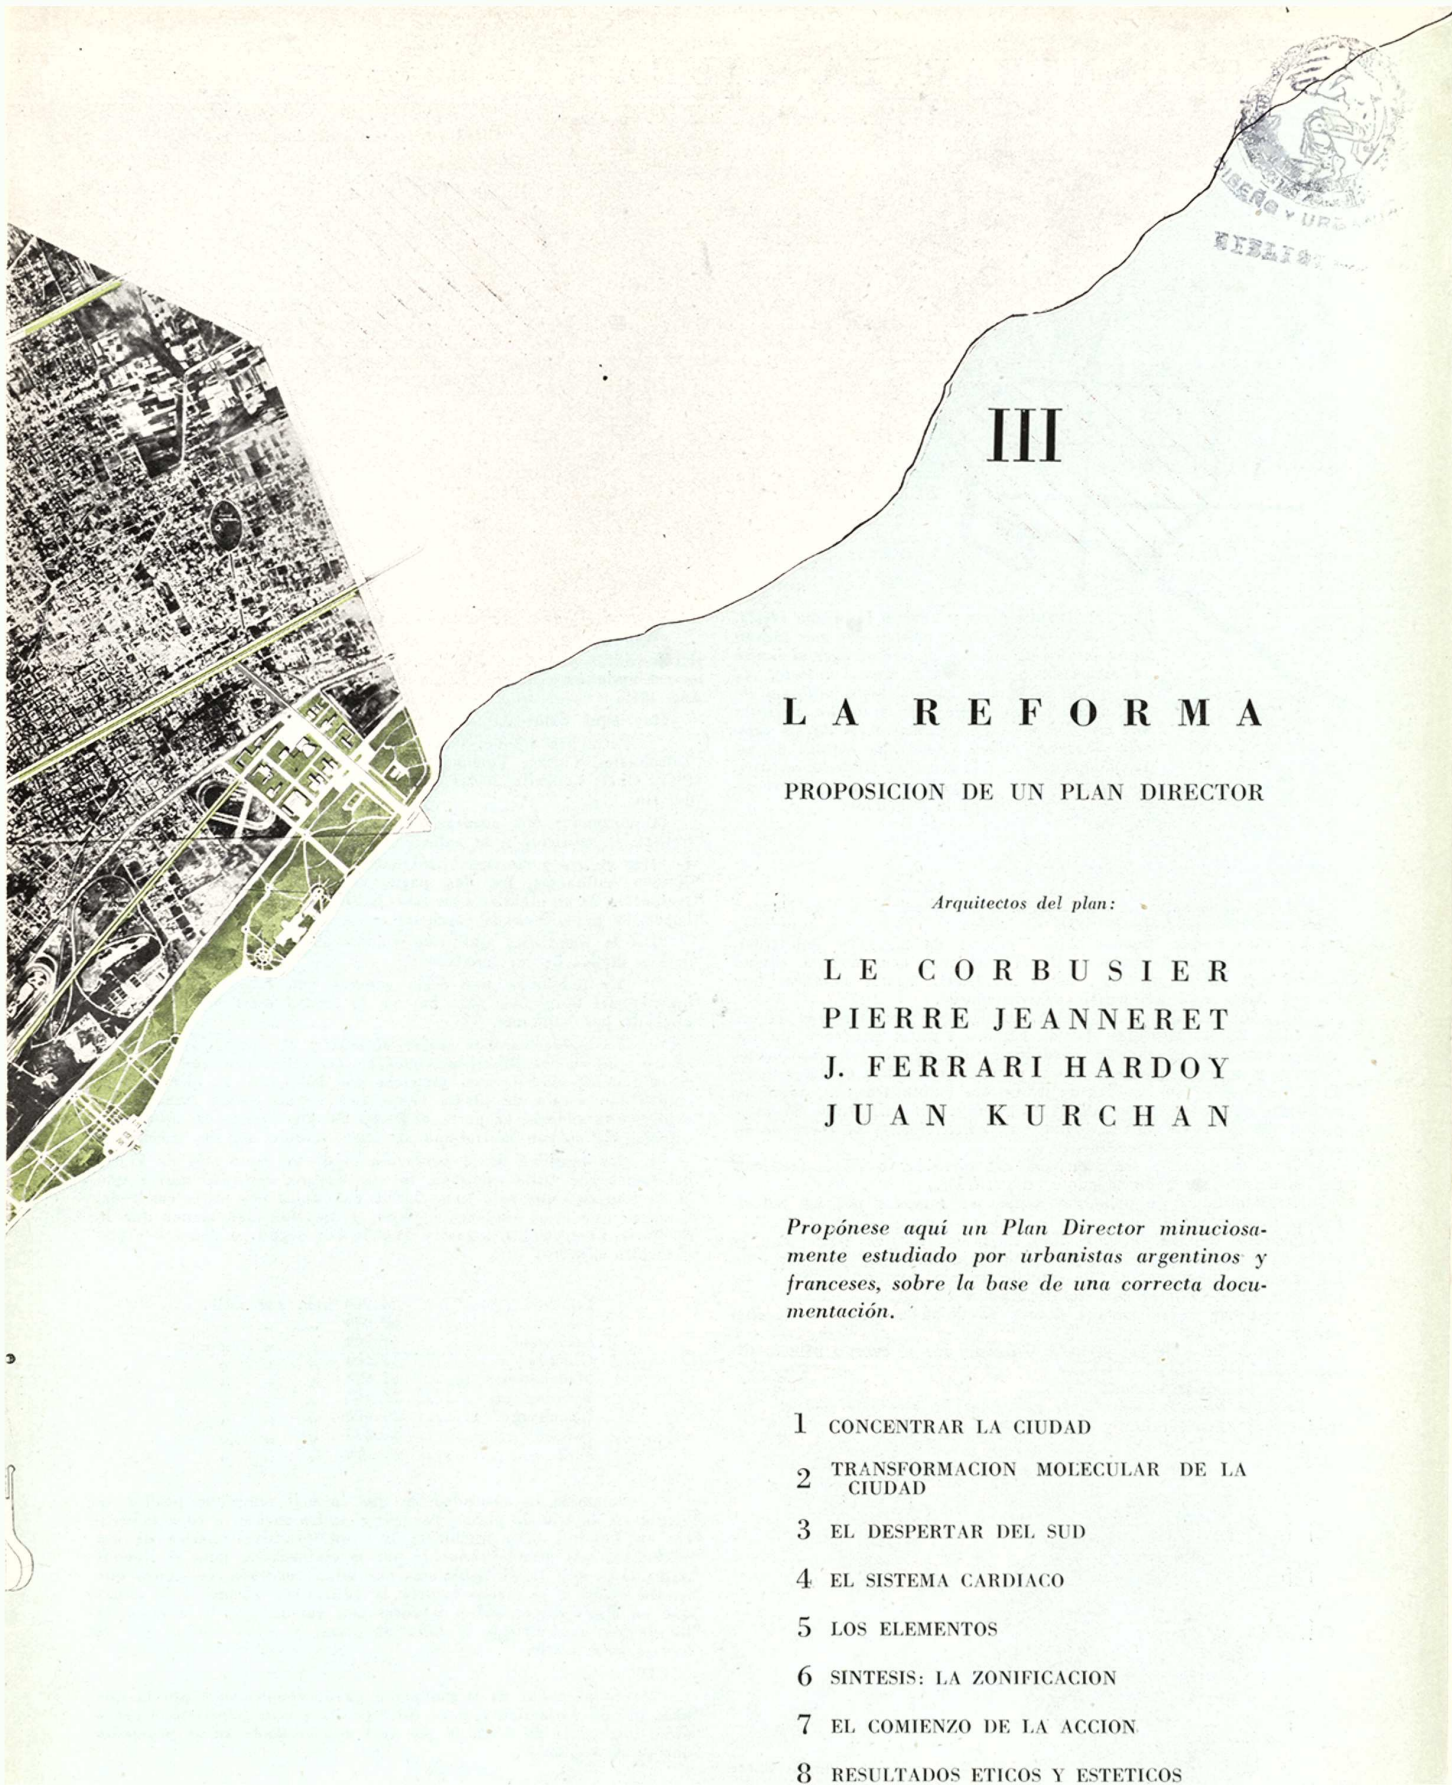 DISEÑO Y URB
III
LA REFORMA
PROPOSICION DE UN PLAN DIRECTOR
Arquitectos del plan:
LE CORBUSIER
PIERRE JEANNERET
J. FERRARI HARDOY
JUAN KURCHAN
Propónese aquí un Plan Director minuciosa-
mente estudiado por urbanistas argentinos y
franceses, sobre la base de una correcta docu-
mentación.
1 CONCENTRAR LA CIUDAD
2 TRANSFORMACION MOLECULAR DE LA
CIUDAD
3 EL DESPERTAR DEL SUD
4 EL SISTEMA CARDIACO
5 LOS ELEMENTOS
6 SINTESIS: LA ZONIFICACION
7 EL COMIENZO DE LA ACCION
8 RESULTADOS ETICOS Y ESTETICOS